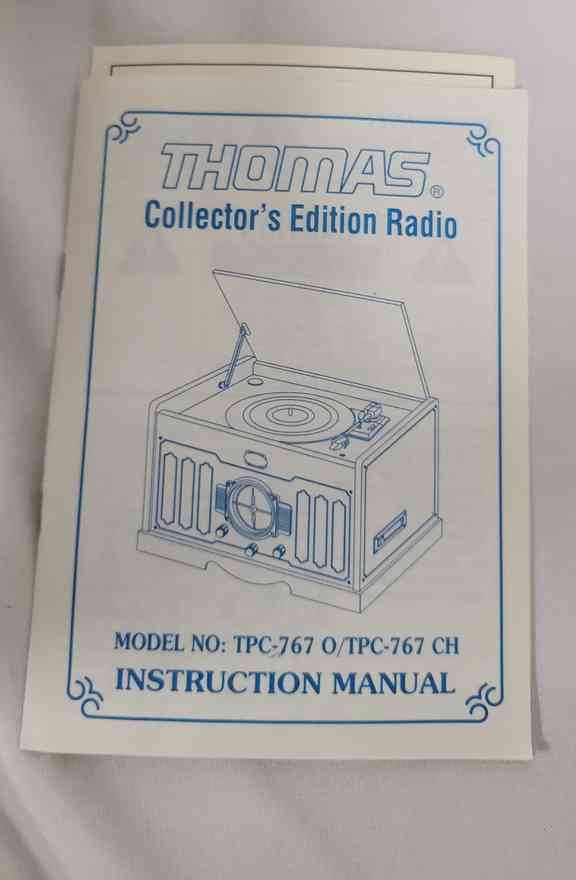 THOMAS®
Collector's Edition Radio
MODEL NO: TPC-767 O/TPC-767 CH
INSTRUCTION MANUAL